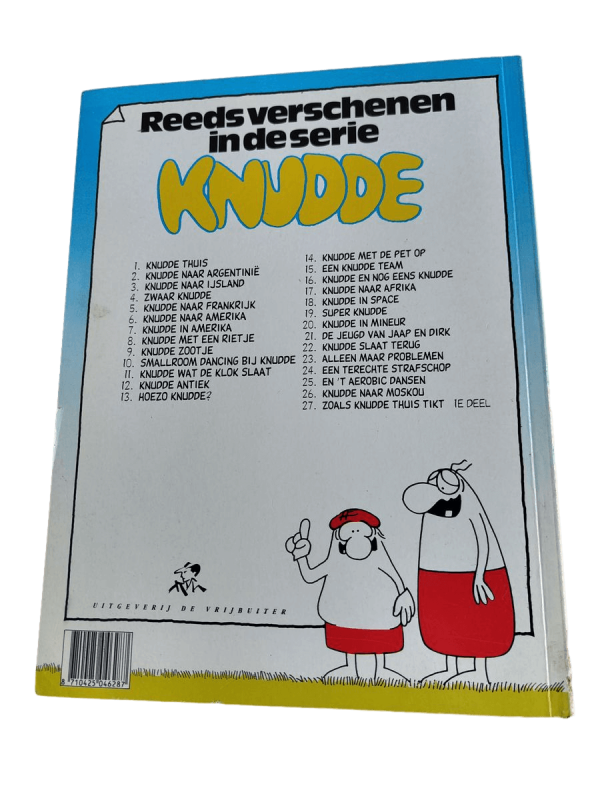 Reeds verschenen
in de serie
KNUDDE
1. KNUDDE THUIS
2. KNUDDE NAAR ARGENTINIË
3. KNUDDE NAAR IJSLAND
4. ZWAAR KNUDDE
5. KNUDDE NAAR FRANKRIJK
6. KNUDDE NAAR AMERIKA
7. KNUDDE IN AMERIKA
8. KNUDDE MET EEN RIETJE
9. KNUDDE ZOOTJE
10. SMALLROOM DANCING BIJ KNUDDE
11. KNUDDE WAT DE KLOK SLAAT
12. KNUDDE ANTIEK
13. HOEZO KNUDDE?
14. KNUDDE MET DE PET OP
15. EEN KNUDDE TEAM
16. KNUDDE EN NOG EENS KNUDDE
17. KNUDDE NAAR AFRIKA
18. KNUDDE IN SPACE
19. SUPER KNUDDE
20. KNUDDE IN MINEUR
21. DE JEUGD VAN JAAP EN DIRK
22. KNUDDE SLAAT TERUG
23. ALLEEN MAAR PROBLEMEN
24. EEN TERECHTE STRAFSCHOP
25. EN 'T AEROBIC DANSEN
26. KNUDDE NAAR MOSKOU
27. ZOALS KNUDDE THUIS TIKT 1E DEEL
UITGEVERIJ DE VRIJBUITER
8 710425 046287